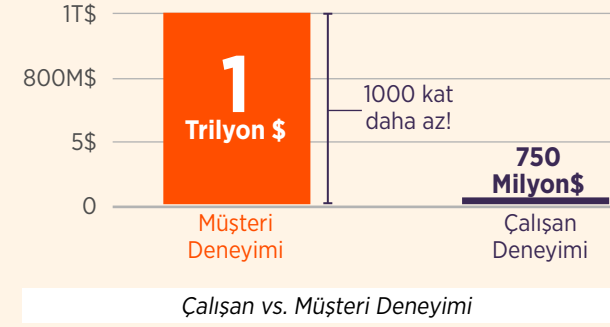 1T$
800M$
5$
0
1
Trilyon $
1000 kat
daha az!
750
Milyon$
Müşteri
Deneyimi
Çalışan
Deneyimi
Çalışan vs. Müşteri Deneyimi